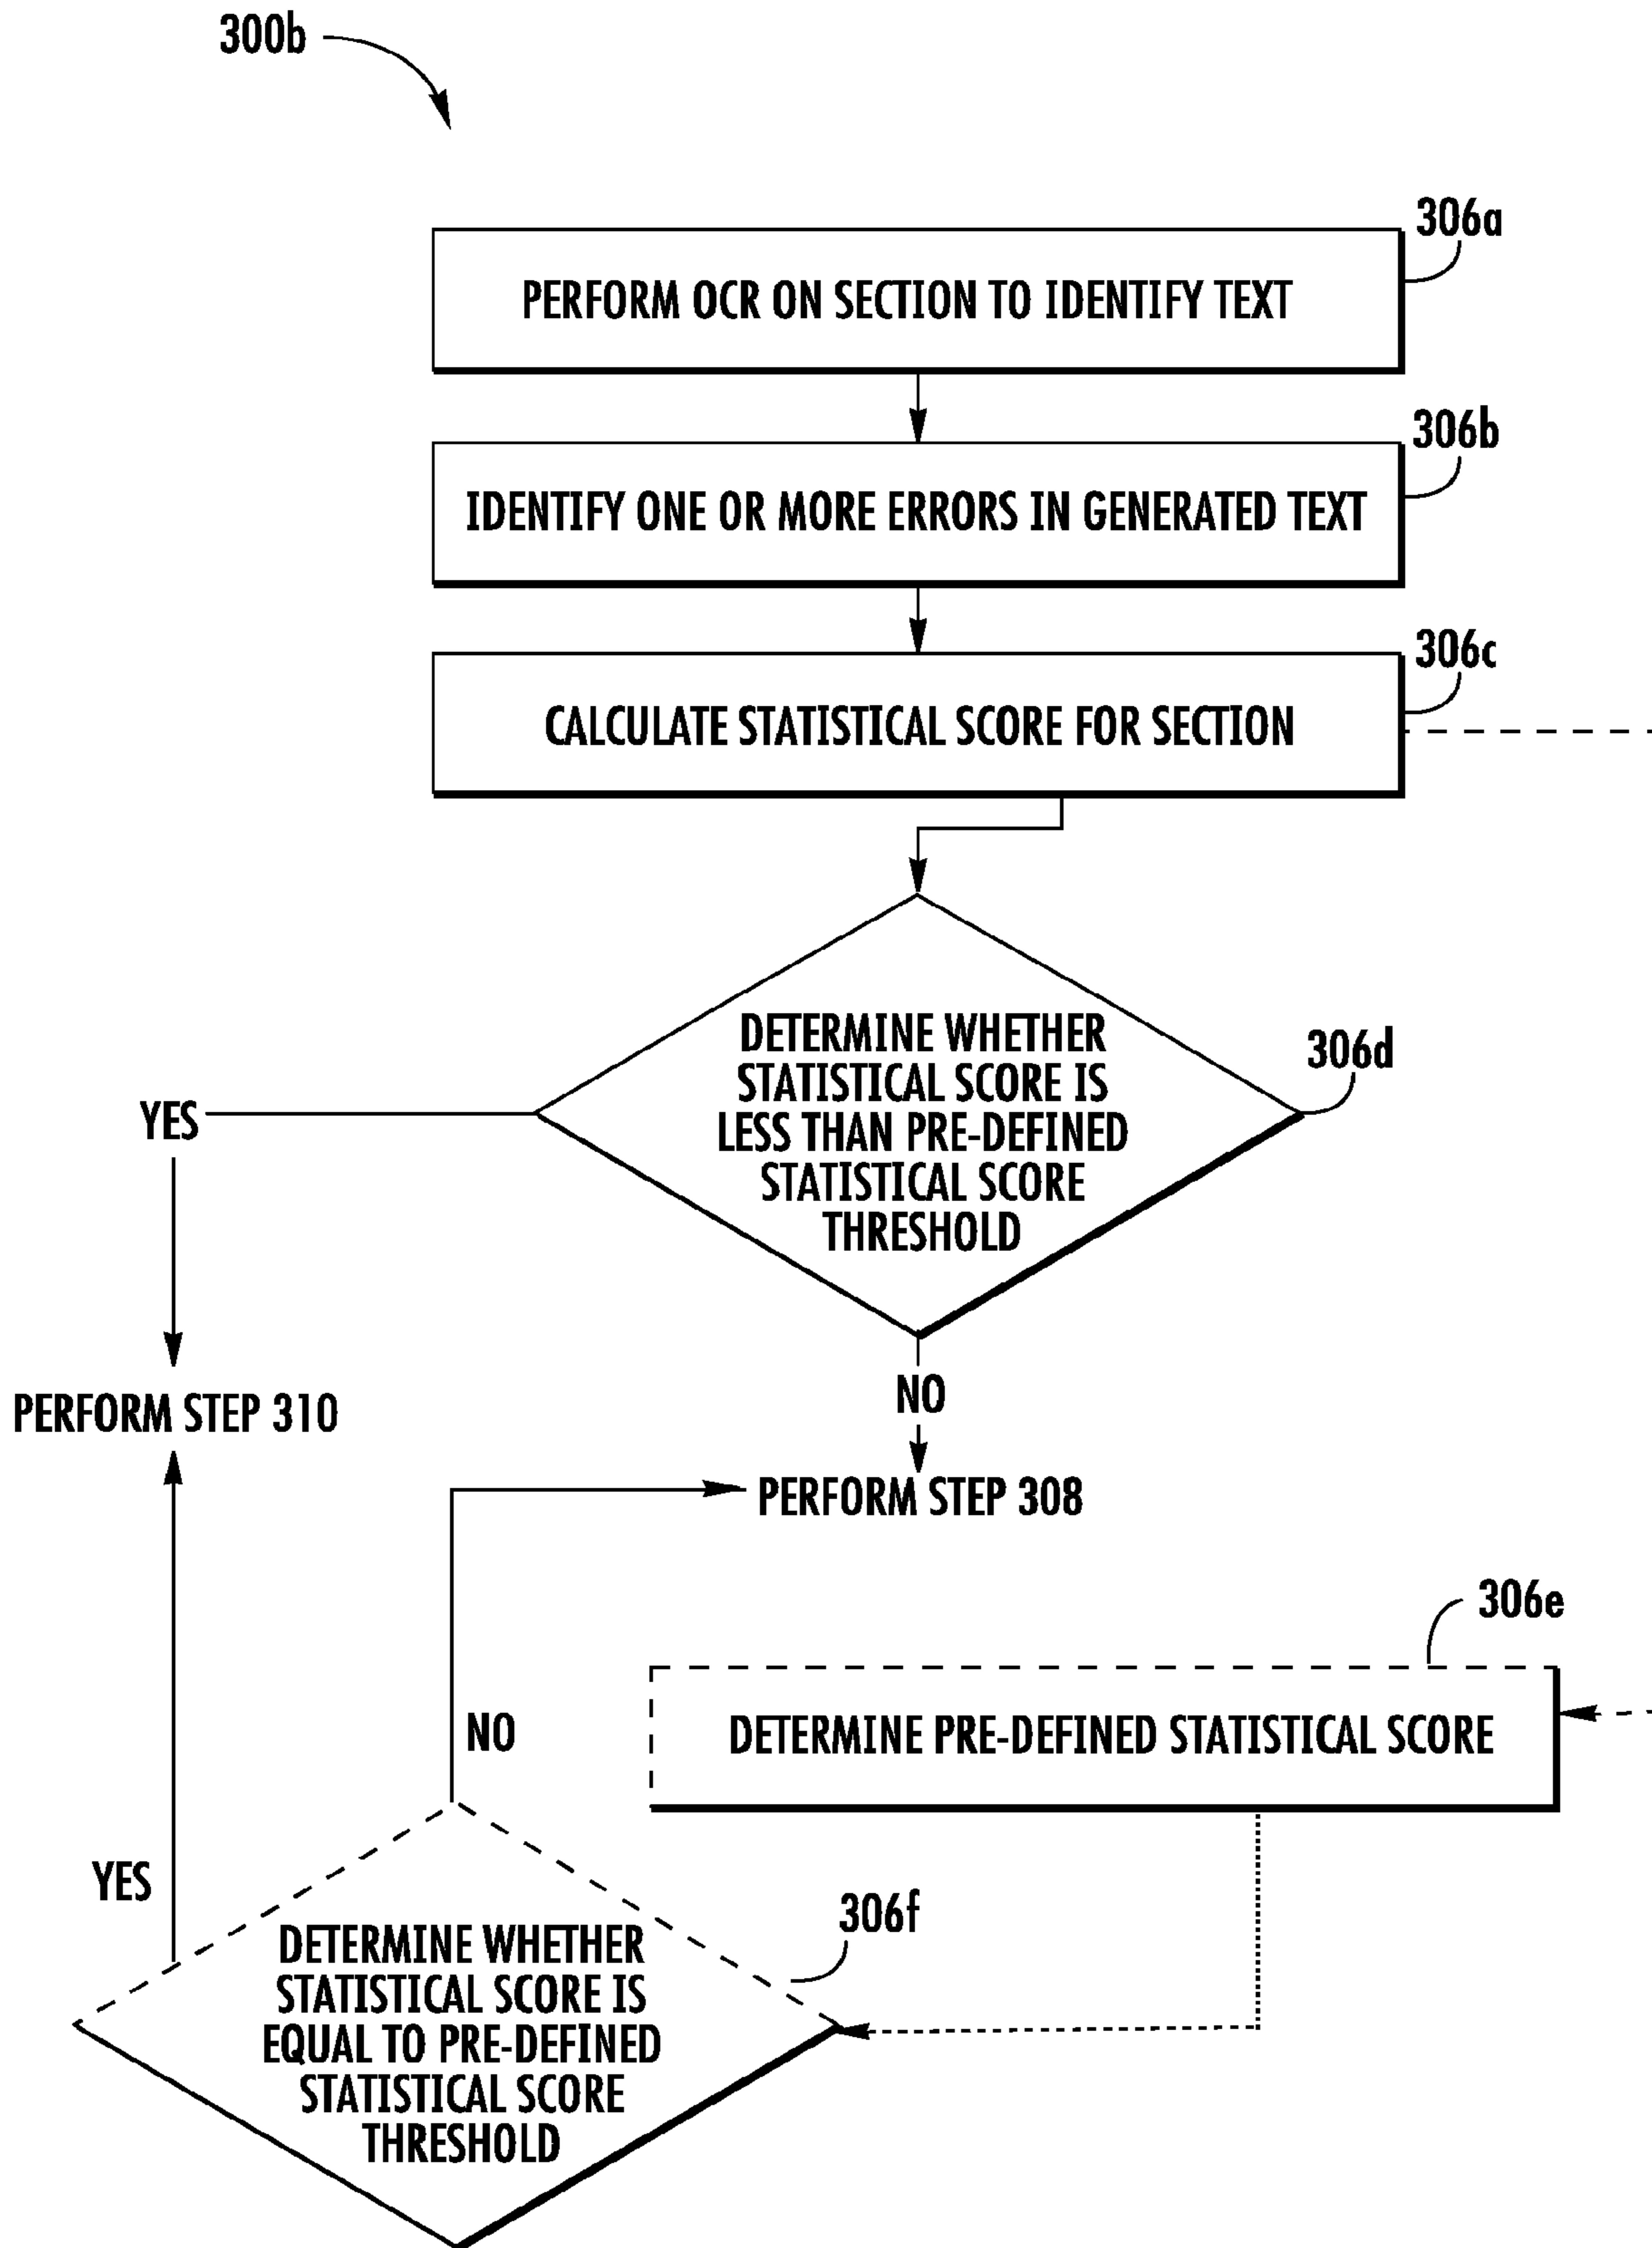 300b
306a
PERFORM OCR ON SECTION TO IDENTIFY TEXT
306b
IDENTIFY ONE OR MORE ERRORS IN GENERATED TEXT
306c
CALCULATE STATISTICAL SCORE FOR SECTION
DETERMINE WHETHER
STATISTICAL SCORE IS
LESS THAN PRE-DEFINED
STATISTICAL SCORE
THRESHOLD
306d
YES
NO
PERFORM STEP 310
PERFORM STEP 308
306e
DETERMINE PRE-DEFINED STATISTICAL SCORE
NO
YES
306f
DETERMINE WHETHER
STATISTICAL SCORE IS
EQUAL TO PRE-DEFINED
STATISTICAL SCORE
THRESHOLD